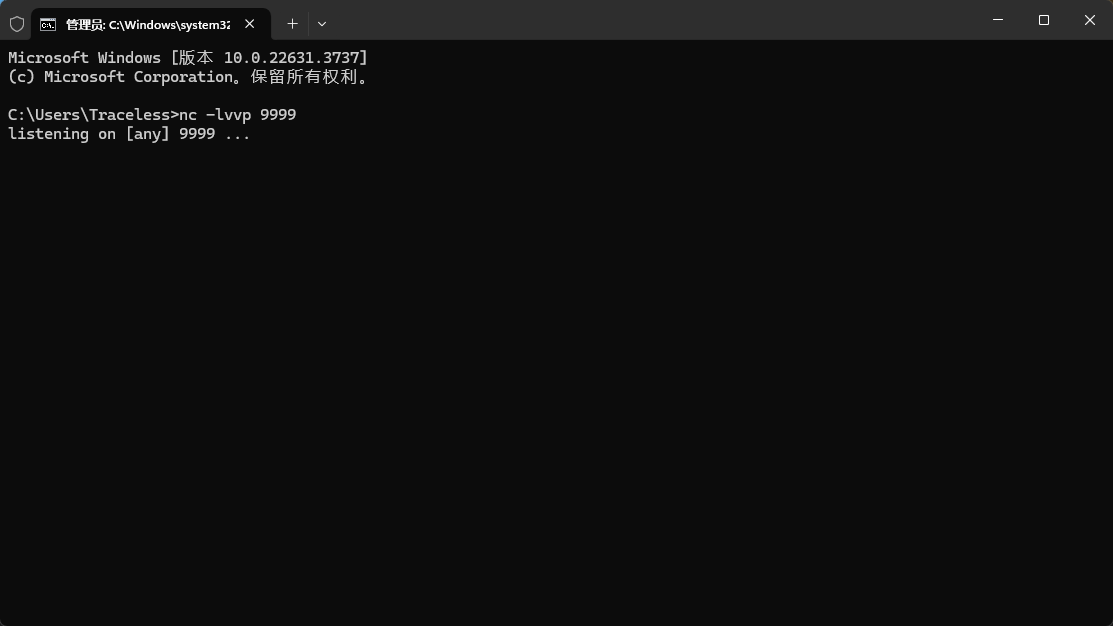 管理员: C:\Windows\system32
Microsoft Windows [版本 10.0.22631.3737]
(c) Microsoft Corporation。保留所有权利。
C:\Users\Traceless>nc -lvvp 9999
listening on [any] 9999 ...